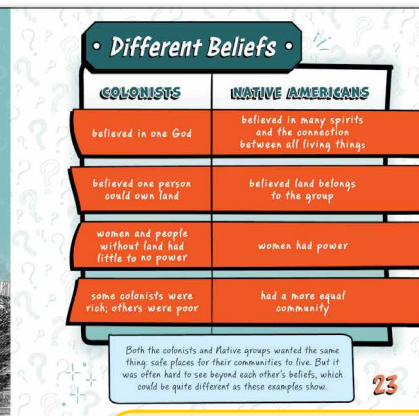 • Different Beliefs •
COLONISTS
NATIVE AMERICANS
believed in one God
believed in many spirits
and the connection
between all living things
believed one person
could own land
believed land belongs
to the group
women and people
without land had
little to no power
women had power
some colonists were
rich; others were poor
had a more equal
community
Both the colonists and Native groups wanted the same
thing: safe places for their communities to live. But it
was often hard to see beyond each other's beliefs, which
could be quite different as these examples show.
23